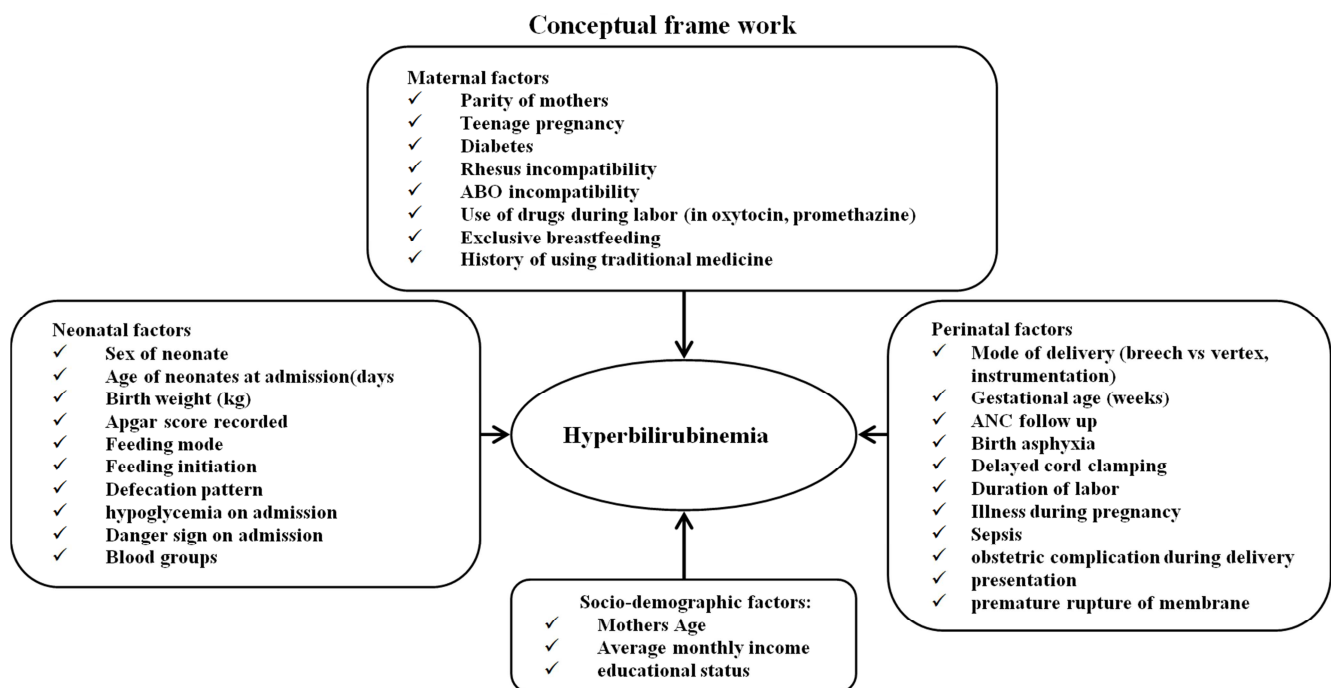 Conceptual frame work
Maternal factors
✓ Parity of mothers
✓ Teenage pregnancy
✓ Diabetes
✓ Rhesus incompatibility
✓ ABO incompatibility
✓ Use of drugs during labor (in oxytocin, promethazine)
✓ Exclusive breastfeeding
✓ History of using traditional medicine
Neonatal factors
✓ Sex of neonate
✓ Age of neonates at admission(days
✓ Birth weight (kg)
✓ Apgar score recorded
✓ Feeding mode
✓ Feeding initiation
✓ Defecation pattern
✓ hypoglycemia on admission
✓ Danger sign on admission
✓ Blood groups
Hyperbilirubinemia
Perinatal factors
✓ Mode of delivery (breech vs vertex,
instrumentation)
✓ Gestational age (weeks)
✓ ANC follow up
✓ Birth asphyxia
✓ Delayed cord clamping
✓ Duration of labor
✓ Illness during pregnancy
✓ Sepsis
✓ obstetric complication during delivery
✓ presentation
✓ premature rupture of membrane
Socio-demographic factors:
✓ Mothers Age
✓ Average monthly income
✓ educational status